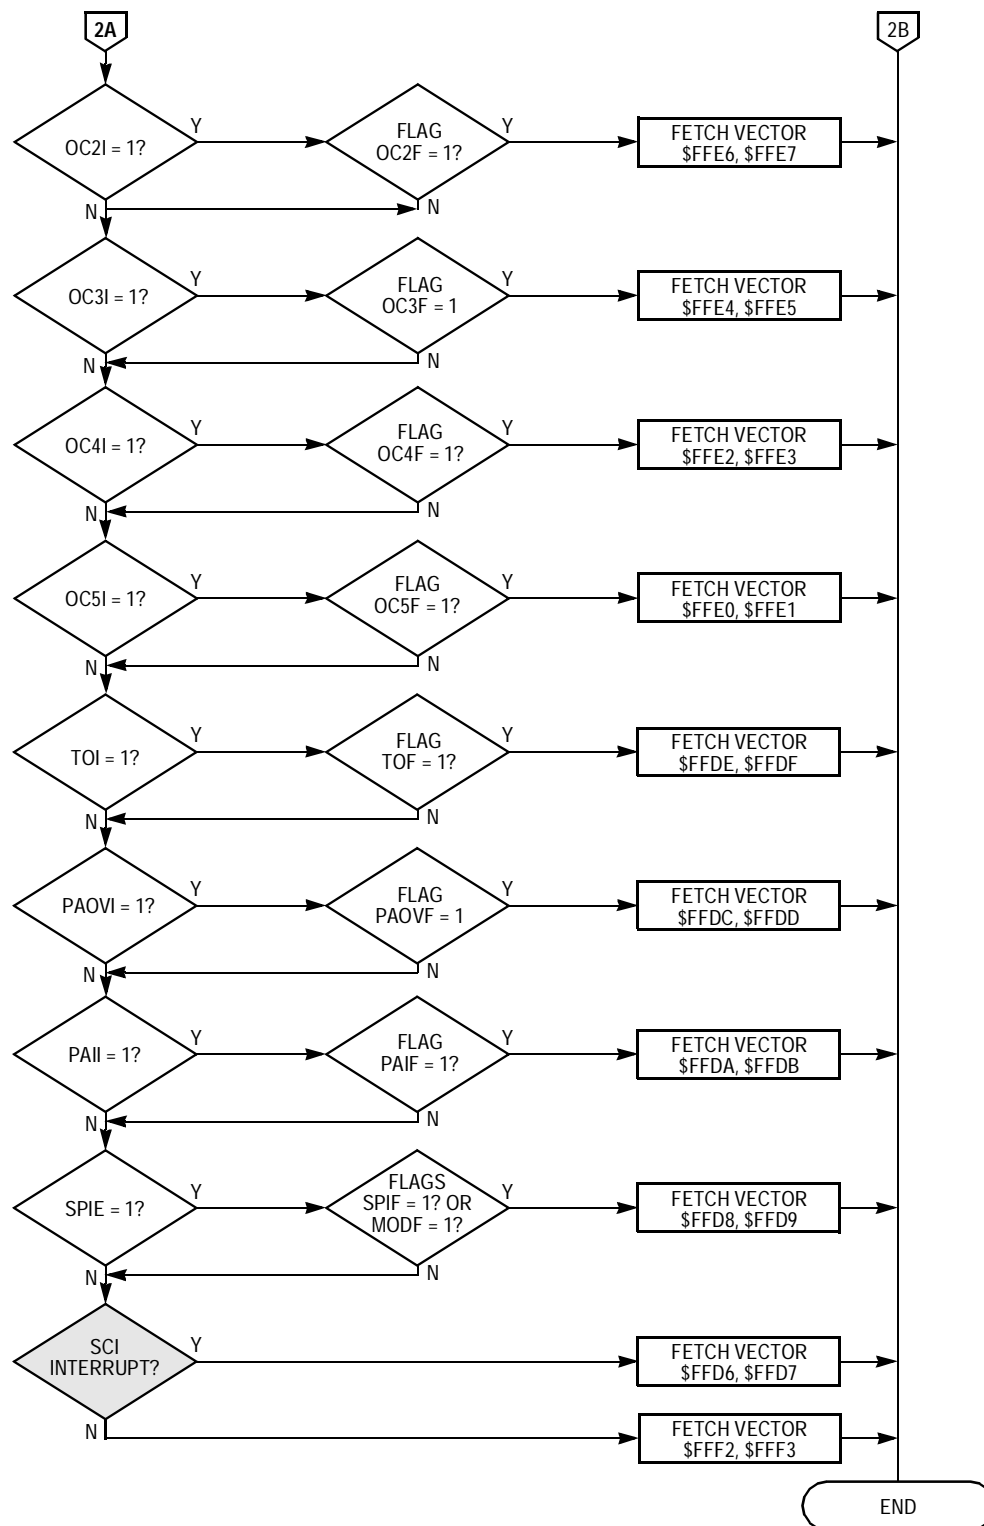 2A
2B
OC2I = 1?
Y
FLAG
OC2F = 1?
Y
FETCH VECTOR
$FFE6, $FFE7
N
N
OC3I = 1?
Y
FLAG
OC3F = 1
Y
FETCH VECTOR
$FFE4, $FFE5
N
N
OC4I = 1?
Y
FLAG
OC4F = 1?
Y
FETCH VECTOR
$FFE2, $FFE3
N
N
OC5I = 1?
Y
FLAG
OC5F = 1?
Y
FETCH VECTOR
$FFE0, $FFE1
N
N
TOI = 1?
Y
FLAG
TOF = 1?
Y
FETCH VECTOR
$FFDE, $FFDF
N
N
PAOVI = 1?
Y
FLAG
PAOVF = 1
Y
FETCH VECTOR
$FFDC, $FFDD
N
N
PAII = 1?
Y
FLAG
PAIF = 1?
Y
FETCH VECTOR
$FFDA, $FFDB
N
N
SPIE = 1?
Y
FLAGS
SPIF = 1? OR
MODF = 1?
Y
FETCH VECTOR
$FFD8, $FFD9
N
N
SCI
INTERRUPT?
Y
FETCH VECTOR
$FFD6, $FFD7
N
FETCH VECTOR
$FFF2, $FFF3
END